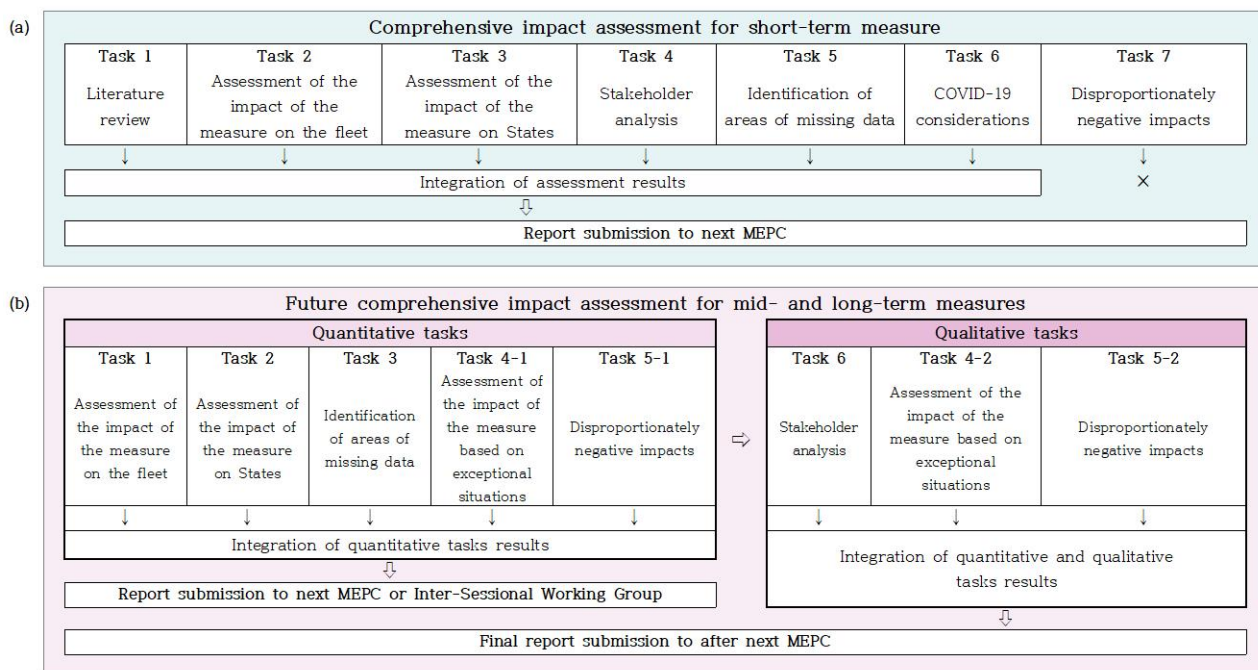 (a)
Comprehensive impact assessment for short-term measure
Task 1
Literature
review
Task 2
Assessment of the
impact of the
measure on the fleet
Task 3
Assessment of the
impact of the
measure on States
Task 4
Stakeholder
analysis
Task 5
Identification of
areas of missing data
Task 6
COVID-19
considerations
Task 7
Disproportionately
negative impacts
↓ ↓ ↓ ↓ ↓ ↓ ↓
Integration of assessment results
×
⇩
Report submission to next MEPC
(b)
Future comprehensive impact assessment for mid- and long-term measures
Quantitative tasks
Task 1
Assessment of
the impact of
the measure
on the fleet
Task 2
Assessment of
the impact of
the measure
on States
Task 3
Identification
of areas of
missing data
Task 4-1
Assessment of
the impact of
the measure
based on
exceptional
situations
Task 5-1
Disproportionately
negative impacts
↓ ↓ ↓ ↓ ↓
Integration of quantitative tasks results
⇩
Report submission to next MEPC or Inter-Sessional Working Group
⇨
Qualitative tasks
Task 6
Stakeholder
analysis
Task 4-2
Assessment of the
impact of the
measure based on
exceptional
situations
Task 5-2
Disproportionately
negative impacts
↓ ↓ ↓
Integration of quantitative and qualitative
tasks results
⇩
Final report submission to after next MEPC